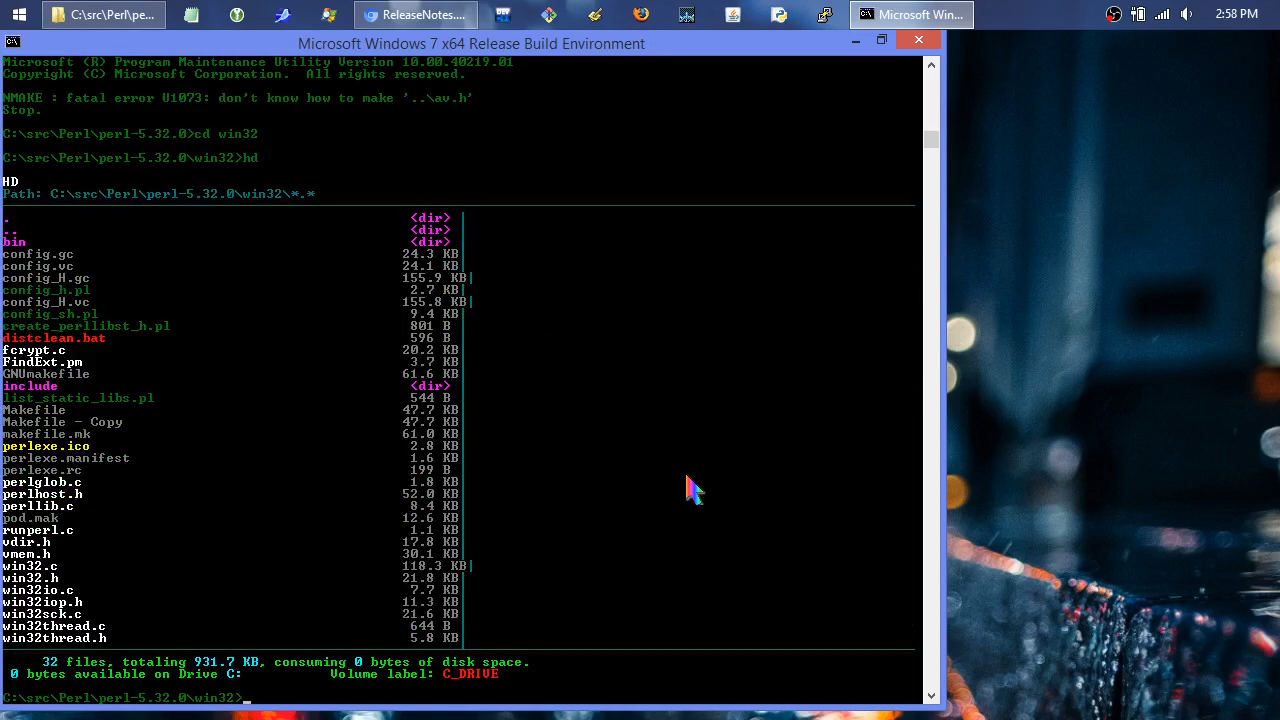 C:\src\Perl\pe...
ReleaseNotes....
Microsoft Win...
2:58 PM
Microsoft Windows 7 x64 Release Build Environment
Microsoft (R) Program Maintenance Utility Version 10.00.40219.01
Copyright (C) Microsoft Corporation.  All rights reserved.
NMAKE : fatal error U1073: don't know how to make '..\av.h'
Stop.
C:\src\Perl\perl-5.32.0>cd win32
C:\src\Perl\perl-5.32.0\win32>hd
HD
Path: C:\src\Perl\perl-5.32.0\win32\*.*
. <dir>
.. <dir>
bin <dir>
config.gc 24.3 KB
config.vc 24.1 KB
config_H.gc 155.9 KB
config_h.pl 2.7 KB
config_H.vc 155.8 KB
config_sh.pl 9.4 KB
create_perllibst_h.pl 801 B
distclean.bat 596 B
fcrypt.c 20.2 KB
FindExt.pm 3.7 KB
GNUmakefile 61.6 KB
include <dir>
list_static_libs.pl 544 B
Makefile 47.7 KB
Makefile - Copy 47.7 KB
makefile.mk 61.0 KB
perlexe.ico 2.8 KB
perlexe.manifest 1.6 KB
perlexe.rc 199 B
perlglob.c 1.8 KB
perlhost.h 52.0 KB
perllib.c 8.4 KB
pod.mak 12.6 KB
runperl.c 1.1 KB
vdir.h 17.8 KB
vmem.h 30.1 KB
win32.c 118.3 KB
win32.h 21.8 KB
win32io.c 7.7 KB
win32iop.h 11.3 KB
win32sck.c 21.6 KB
win32thread.c 644 B
win32thread.h 5.8 KB
32 files, totaling 931.7 KB, consuming 0 bytes of disk space.
0 bytes available on Drive C: Volume label: C_DRIVE
C:\src\Perl\perl-5.32.0\win32>_